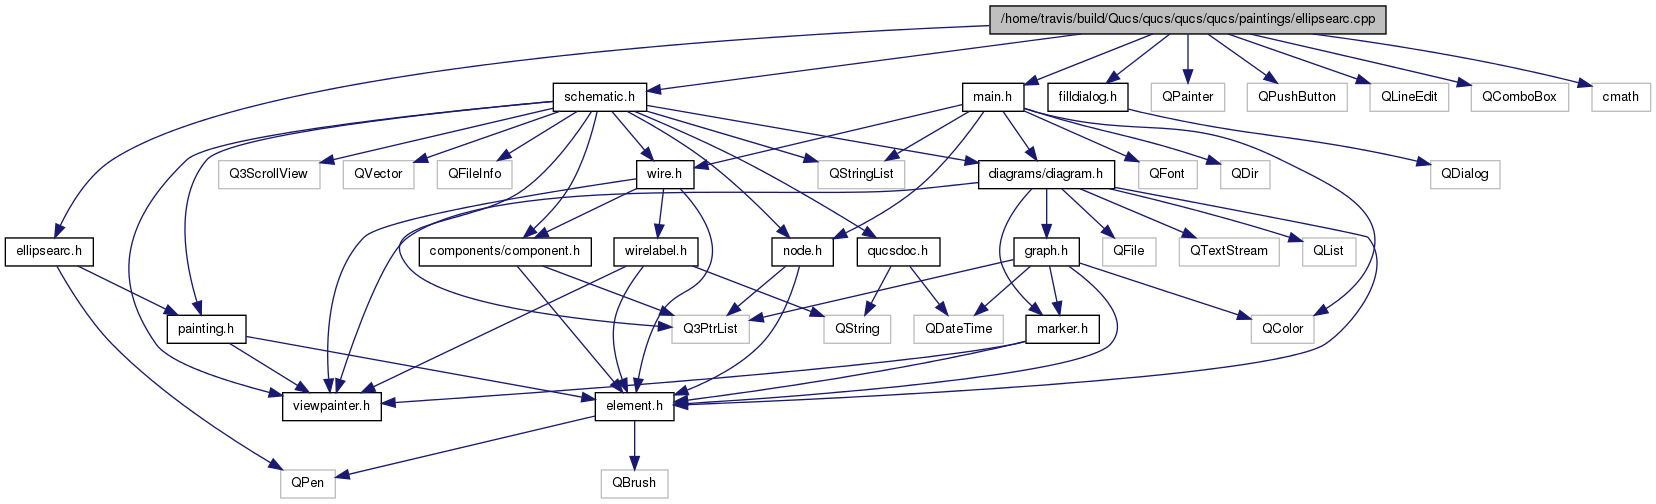 /home/travis/build/Qucs/qucs/qucs/qucs/paintings/ellipsearc.cpp
schematic.h
main.h
filldialog.h
QPainter
QPushButton
QLineEdit
QComboBox
cmath
Q3ScrollView
QVector
QFileInfo
wire.h
QStringList
diagrams/diagram.h
QFont
QDir
QDialog
ellipsearc.h
components/component.h
wirelabel.h
node.h
qucsdoc.h
graph.h
QFile
QTextStream
QList
painting.h
Q3PtrList
QString
QDateTime
marker.h
QColor
viewpainter.h
element.h
QPen
QBrush